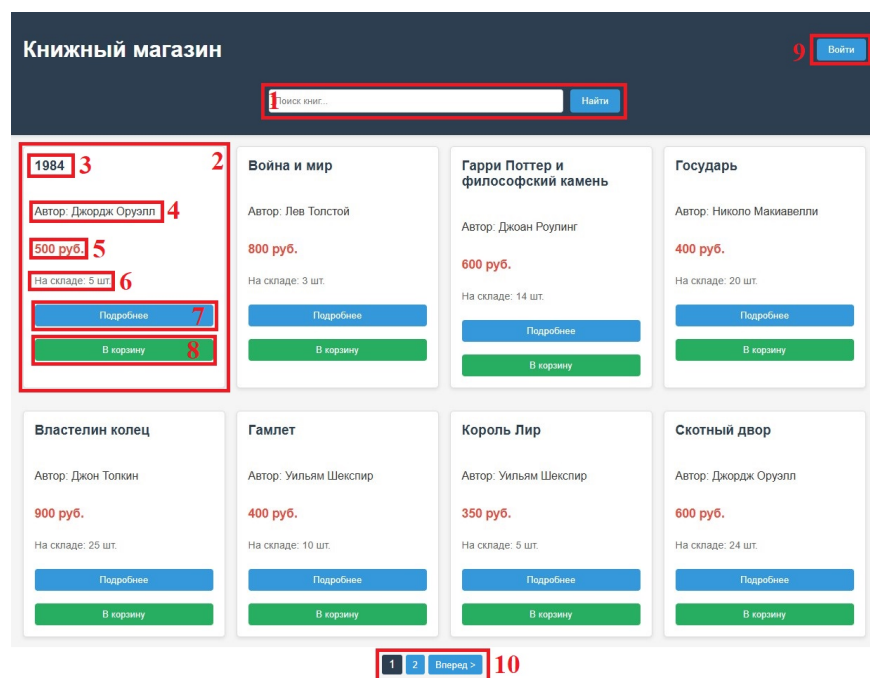 Книжный магазин
9 Войти
1 Поиск книг... Найти
1984 3 2
Автор: Джордж Оруэлл 4
500 руб. 5
На складе: 5 шт. 6
Подробнее 7
В корзину 8
Война и мир
Автор: Лев Толстой
800 руб.
На складе: 3 шт.
Подробнее
В корзину
Гарри Поттер и
философский камень
Автор: Джоан Роулинг
600 руб.
На складе: 14 шт.
Подробнее
В корзину
Государь
Автор: Николо Макиавелли
400 руб.
На складе: 20 шт.
Подробнее
В корзину
Властелин колец
Автор: Джон Толкин
900 руб.
На складе: 25 шт.
Подробнее
В корзину
Гамлет
Автор: Уильям Шекспир
400 руб.
На складе: 10 шт.
Подробнее
В корзину
Король Лир
Автор: Уильям Шекспир
350 руб.
На складе: 5 шт.
Подробнее
В корзину
Скотный двор
Автор: Джордж Оруэлл
600 руб.
На складе: 24 шт.
Подробнее
В корзину
1 2 Вперед > 10